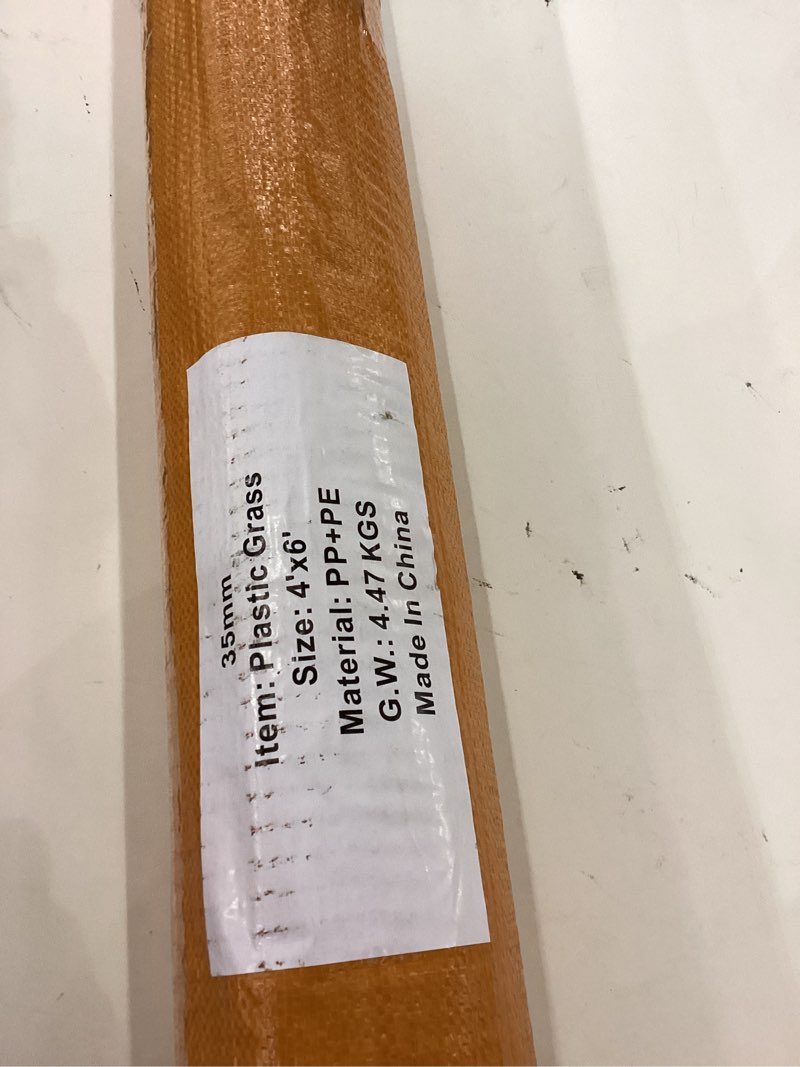 35mm
Item: Plastic Grass
Size: 4'x6'
Material: PP+PE
G.W.: 4.47 KGS
Made In China